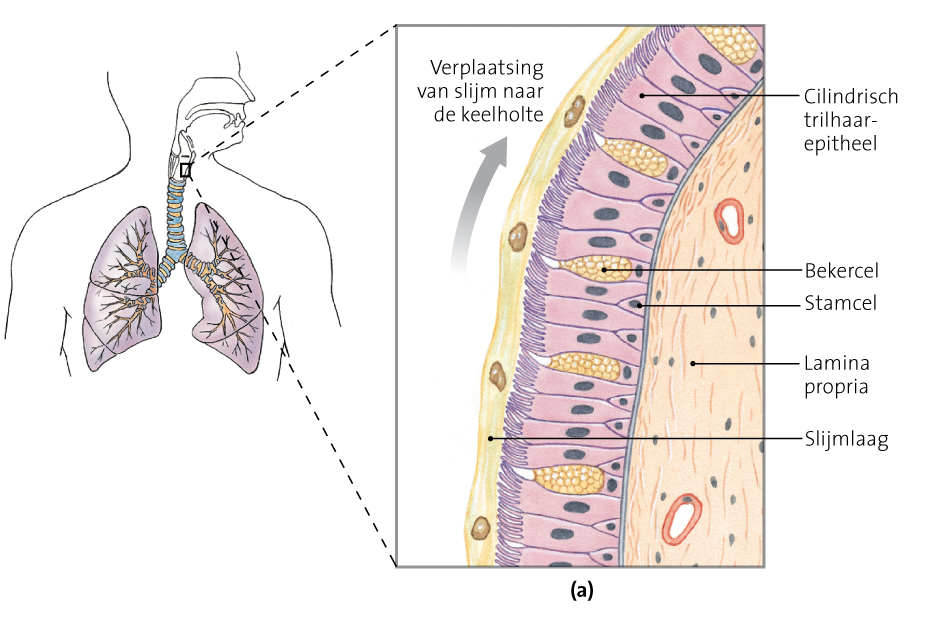 Verplaatsing
van slijm naar
de keelholte
Cilindrisch
trilhaar-
epitheel
Bekercel
Stamcel
Lamina
propria
Slijmlaag
(a)